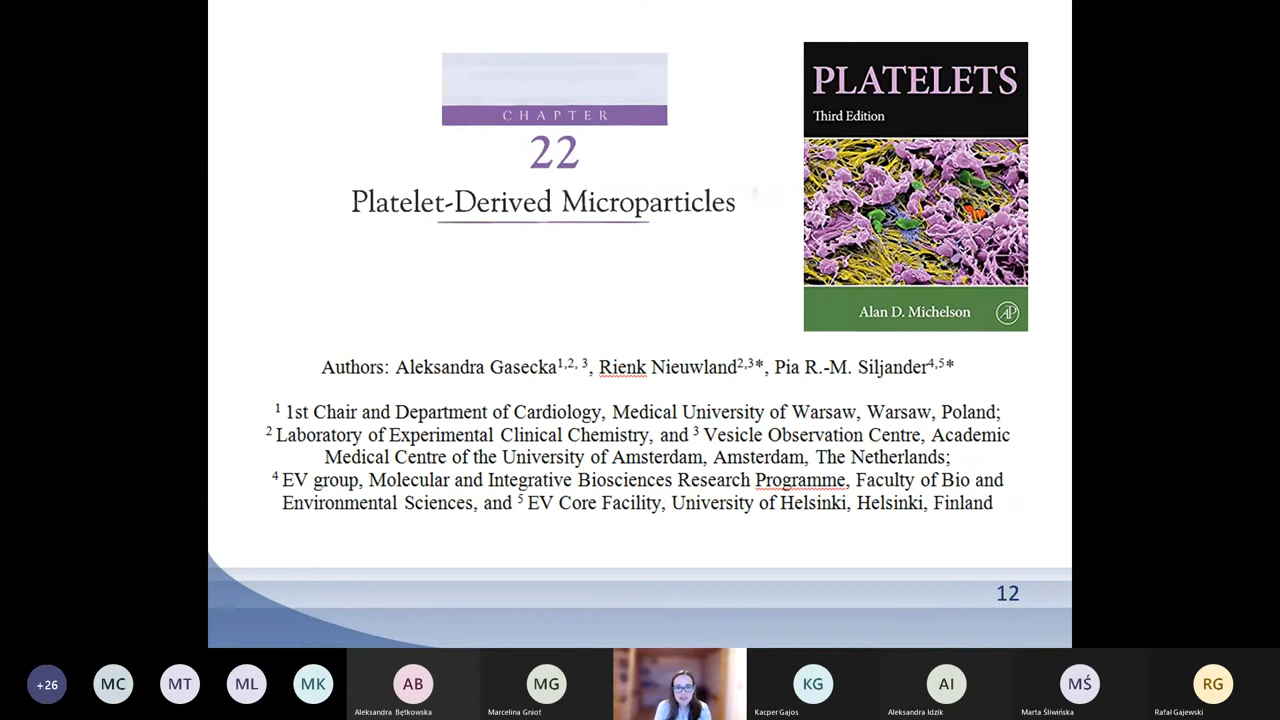 CHAPTER
22
Platelet-Derived Microparticles
PLATELETS
Third Edition
Alan D. Michelson
AP
Authors: Aleksandra Gasecka1,2, 3, Rienk Nieuwland2,3*, Pia R.-M. Siljander4,5*
1 1st Chair and Department of Cardiology, Medical University of Warsaw, Warsaw, Poland;
2 Laboratory of Experimental Clinical Chemistry, and 3 Vesicle Observation Centre, Academic
Medical Centre of the University of Amsterdam, Amsterdam, The Netherlands;
4 EV group, Molecular and Integrative Biosciences Research Programme, Faculty of Bio and
Environmental Sciences, and 5 EV Core Facility, University of Helsinki, Helsinki, Finland
12
+26
MC
MT
ML
MK
AB
Aleksandra Bętkowska
MG
Marcelina Gniot
KG
Kacper Gajos
AI
Aleksandra Idzik
MŚ
Marta Śliwińska
RG
Rafał Gajewski